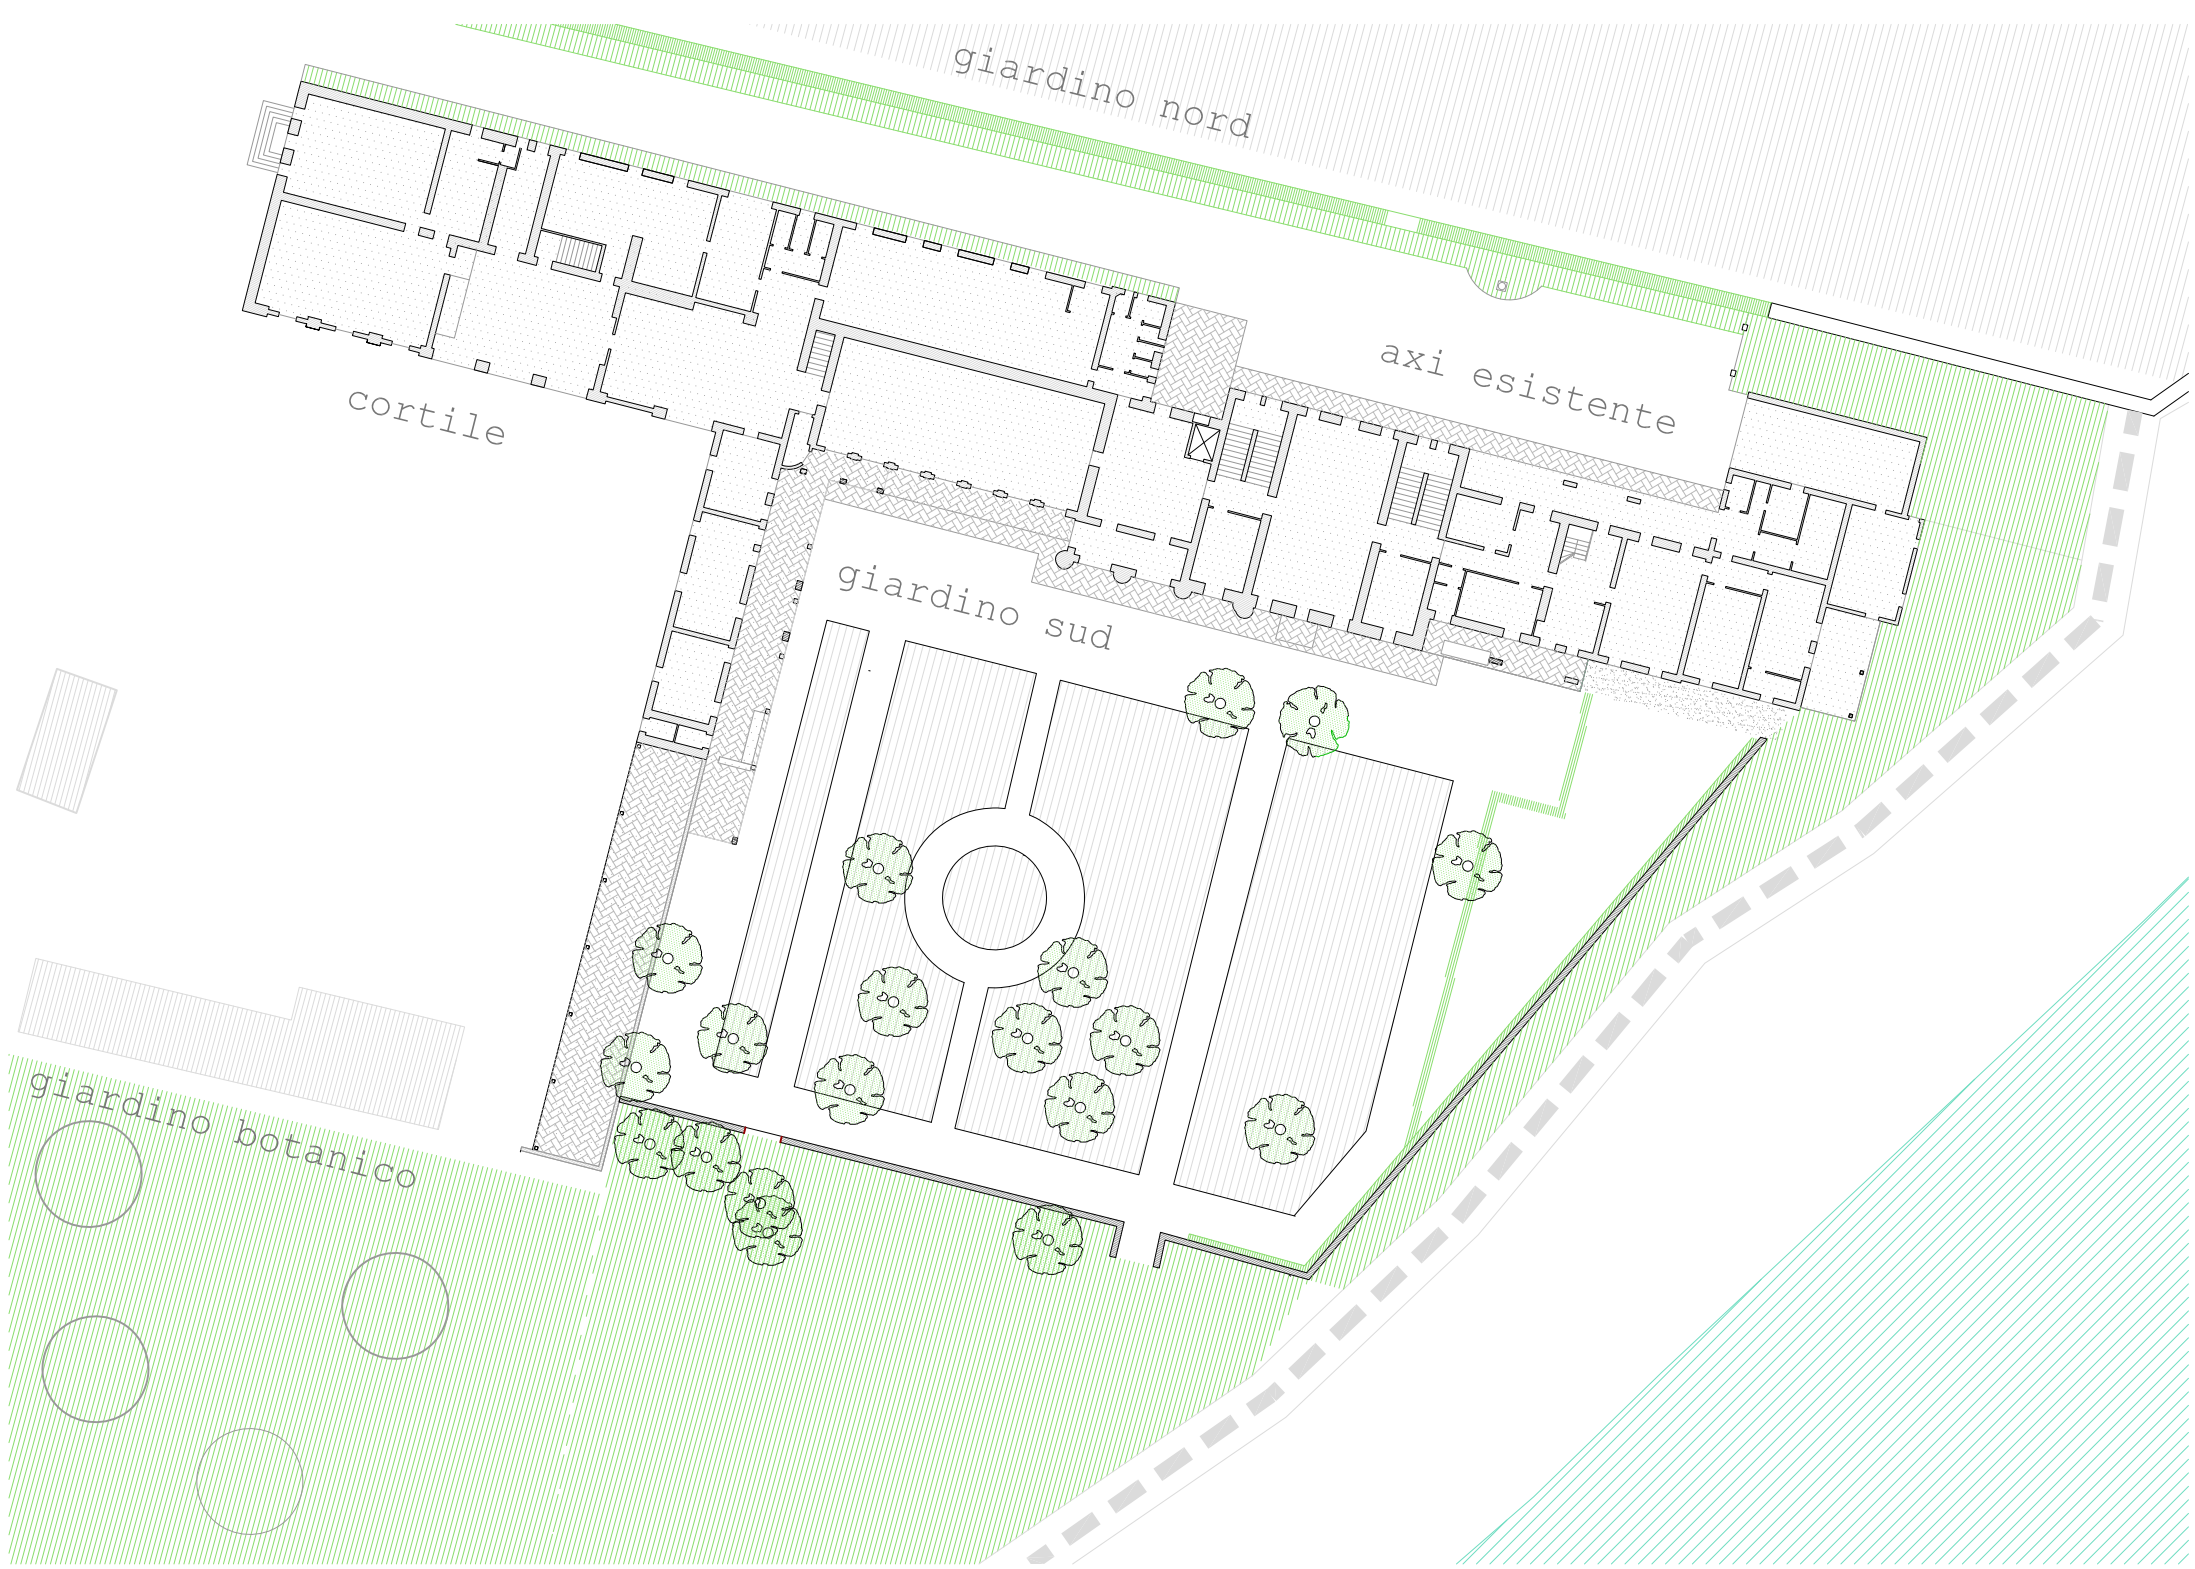 giardino nord
axi esistente
cortile
giardino sud
giardino botanico